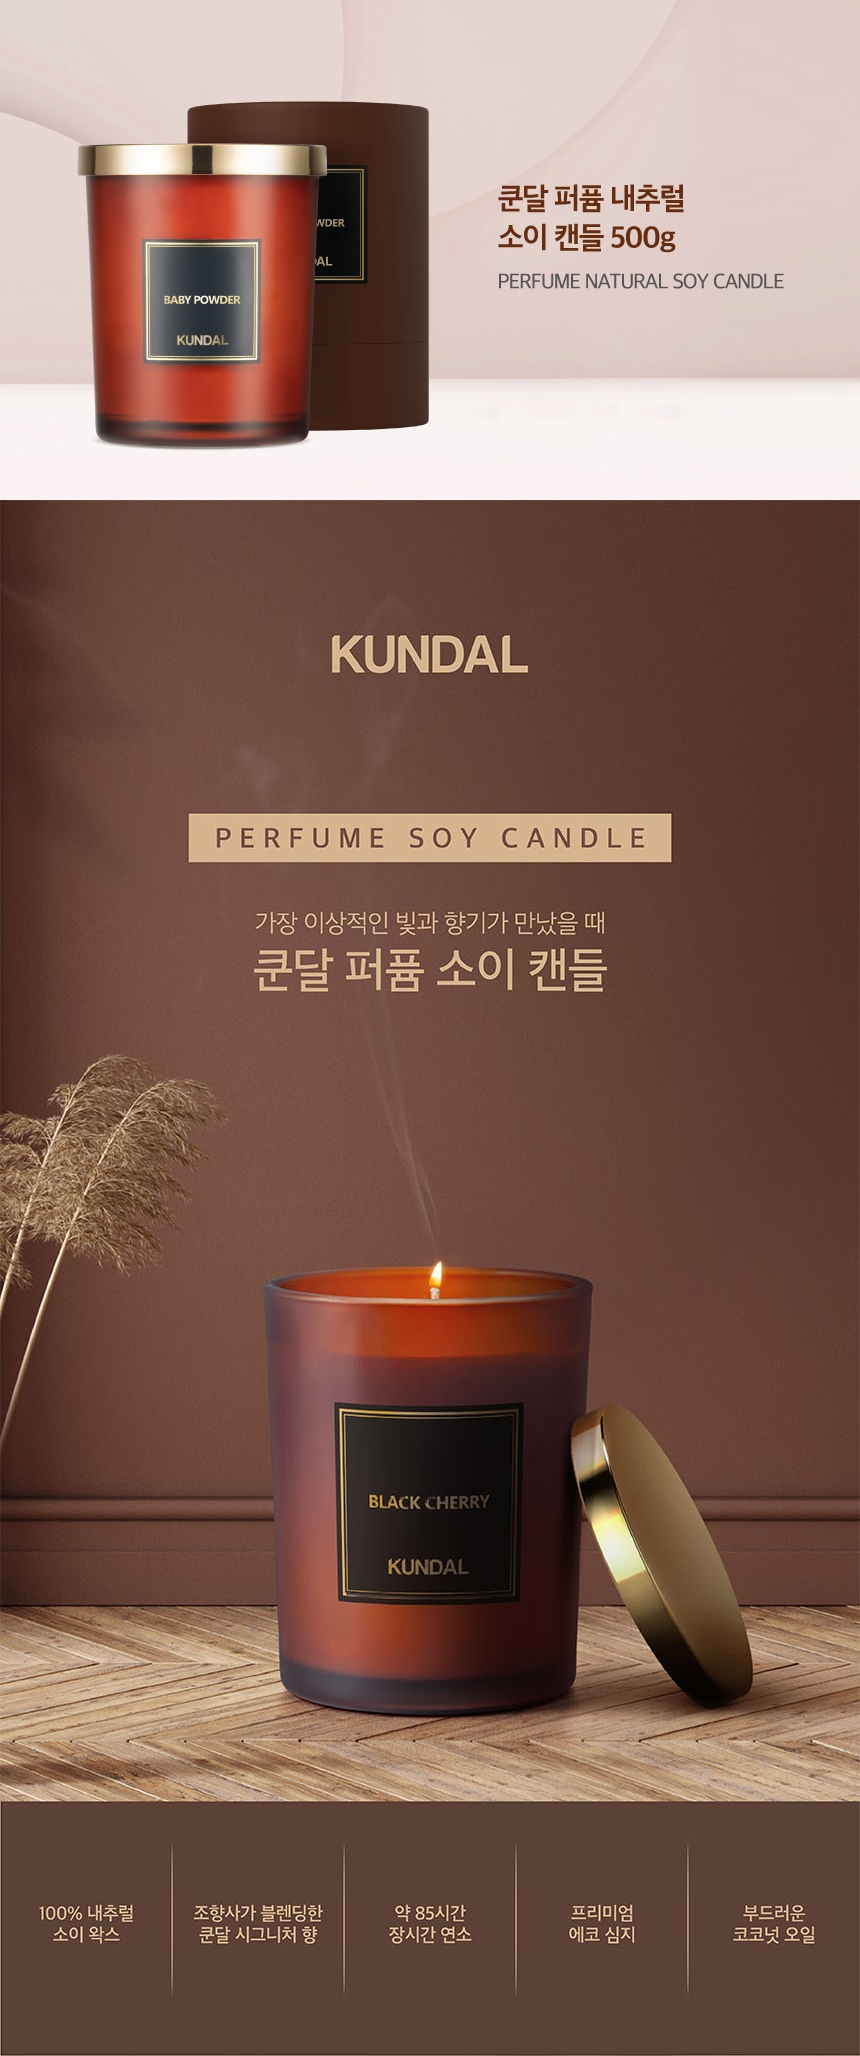 BABY POWDER
KUNDAL
쿤달 퍼퓸 내추럴
소이 캔들 500g
PERFUME NATURAL SOY CANDLE
KUNDAL
PERFUME SOY CANDLE
가장 이상적인 빛과 향기가 만났을 때
쿤달 퍼퓸 소이 캔들
BLACK CHERRY
KUNDAL
100% 내추럴
소이 왁스
조향사가 블렌딩한
쿤달 시그니처 향
약 85시간
장시간 연소
프리미엄
에코 심지
부드러운
코코넛 오일